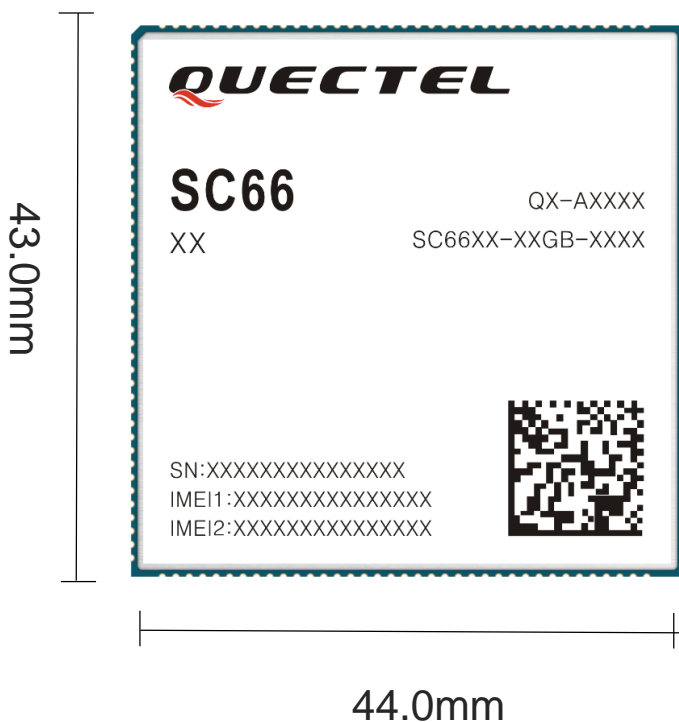 QUECTEL
SC66
QX-AXXXX
XX
SC66XX-XXGB-XXXX
SN:XXXXXXXXXXXXXXX
IMEI1:XXXXXXXXXXXXXXX
IMEI2:XXXXXXXXXXXXXXX
43.0mm
44.0mm